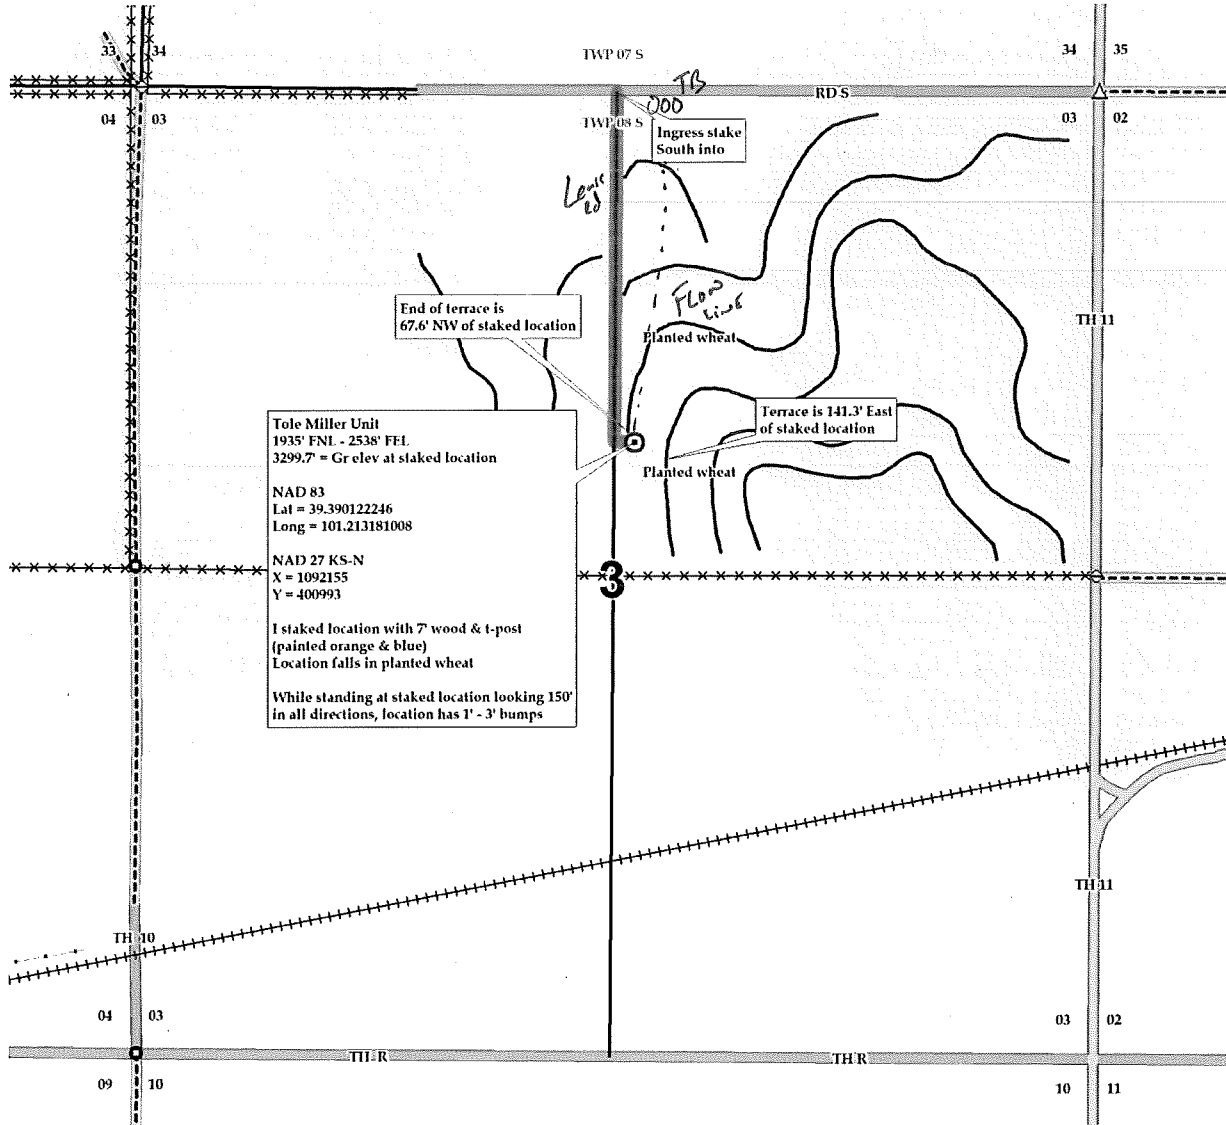 33
34
TWP 07 S
34
35
TB
RD S
000
04
03
TWP 08 S
03
02
Ingress stake
South into
Lease
Rd
End of terrace is
67.6' NW of staked location
FLOW
LINE
TH 11
Planted wheat
Tole Miller Unit
1935' FNL - 2538' FEL
3299.7' = Gr elev at staked location
Terrace is 141.3' East
of staked location
Planted wheat
NAD 83
Lat = 39.390122246
Long = 101.213181008
NAD 27 KS-N
X = 1092155
Y = 400993
3
I staked location with 7' wood & t-post
(painted orange & blue)
Location falls in planted wheat
While standing at staked location looking 150'
in all directions, location has 1' - 3' bumps
TH 11
TH 10
04
03
03
02
TH R
TH R
09
10
10
11